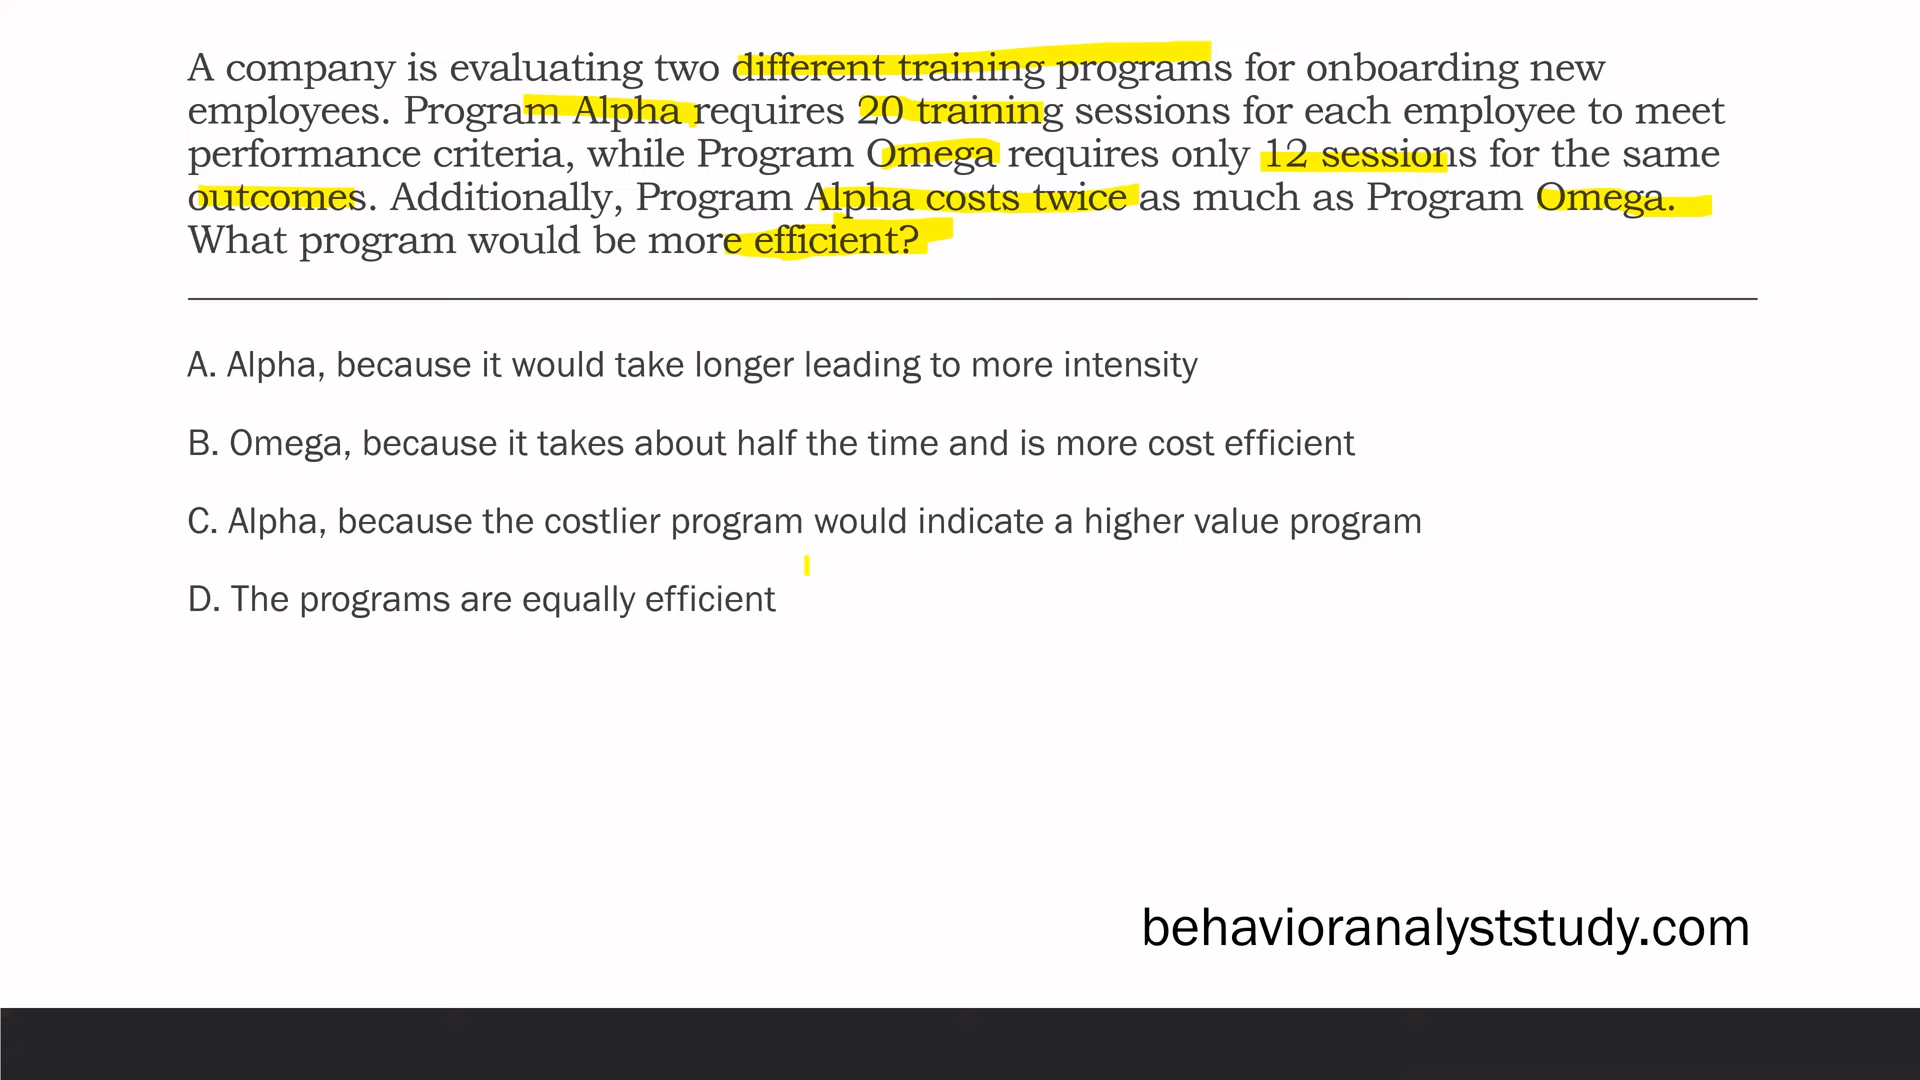 A company is evaluating two different training programs for onboarding new
employees. Program Alpha requires 20 training sessions for each employee to meet
performance criteria, while Program Omega requires only 12 sessions for the same
outcomes. Additionally, Program Alpha costs twice as much as Program Omega.
What program would be more efficient?
A. Alpha, because it would take longer leading to more intensity
B. Omega, because it takes about half the time and is more cost efficient
C. Alpha, because the costlier program would indicate a higher value program
D. The programs are equally efficient
behavioranalyststudy.com